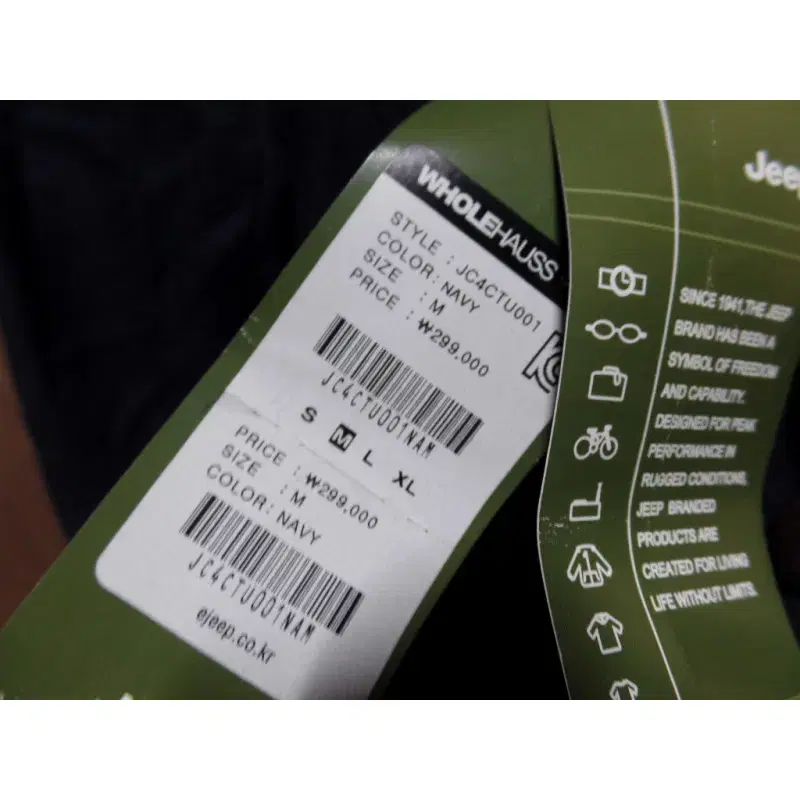 WHOLEHAUSS
STYLE : JC4CTU001
COLOR : NAVY
SIZE : M
PRICE : ₩299,000
JC4CTU001NAM
S M L XL
PRICE : ₩299,000
SIZE : M
COLOR : NAVY
JC4CTU001NAM
ejeep.co.kr
Jeep
SINCE 1941, THE JEEP
BRAND HAS BEEN A
SYMBOL OF FREEDOM
AND CAPABILITY.
DESIGNED FOR PEAK
PERFORMANCE IN
RUGGED CONDITIONS,
JEEP BRANDED
PRODUCTS ARE
CREATED FOR LIVING
LIFE WITHOUT LIMITS.